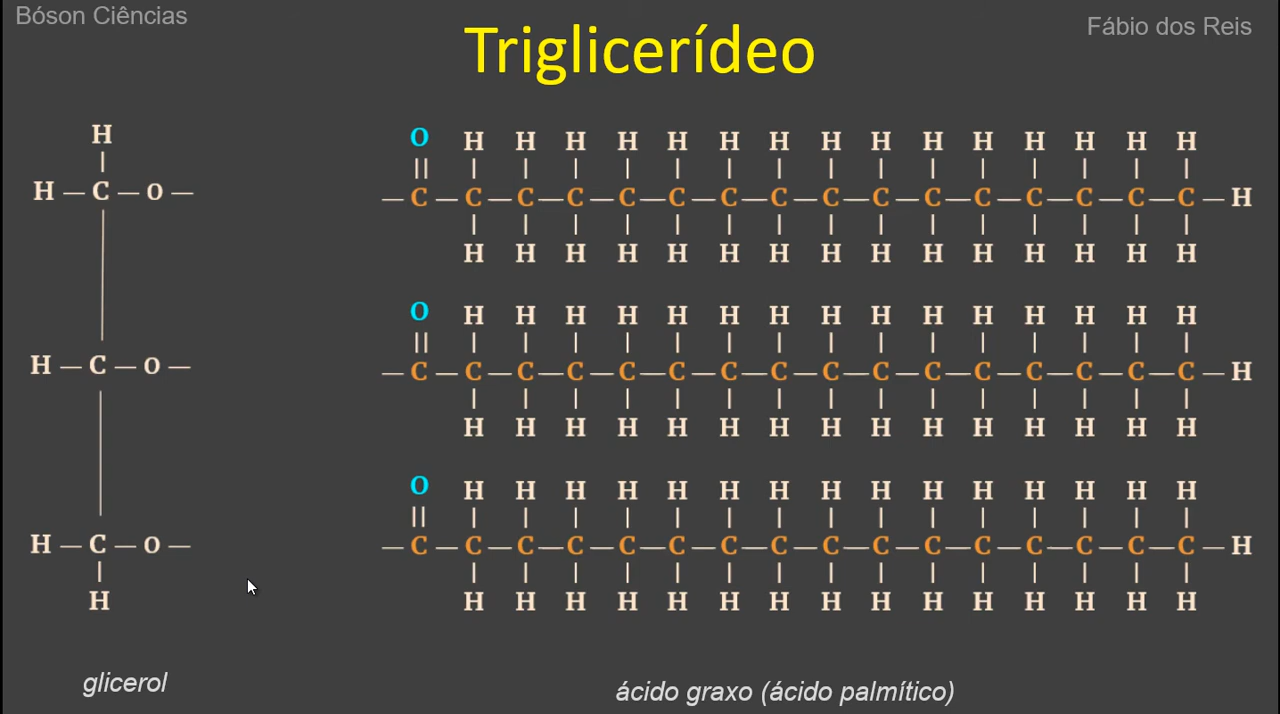 Bóson Ciências
Fábio dos Reis
Triglicerídeo
H
H — C — O —
H — C — O —
H — C — O —
H
glicerol
O H H H H H H H H H H H H H H H
— C — C — C — C — C — C — C — C — C — C — C — C — C — C — C — C — H
H H H H H H H H H H H H H H H
O H H H H H H H H H H H H H H H
— C — C — C — C — C — C — C — C — C — C — C — C — C — C — C — C — H
H H H H H H H H H H H H H H H
O H H H H H H H H H H H H H H H
— C — C — C — C — C — C — C — C — C — C — C — C — C — C — C — C — H
H H H H H H H H H H H H H H H
ácido graxo (ácido palmítico)